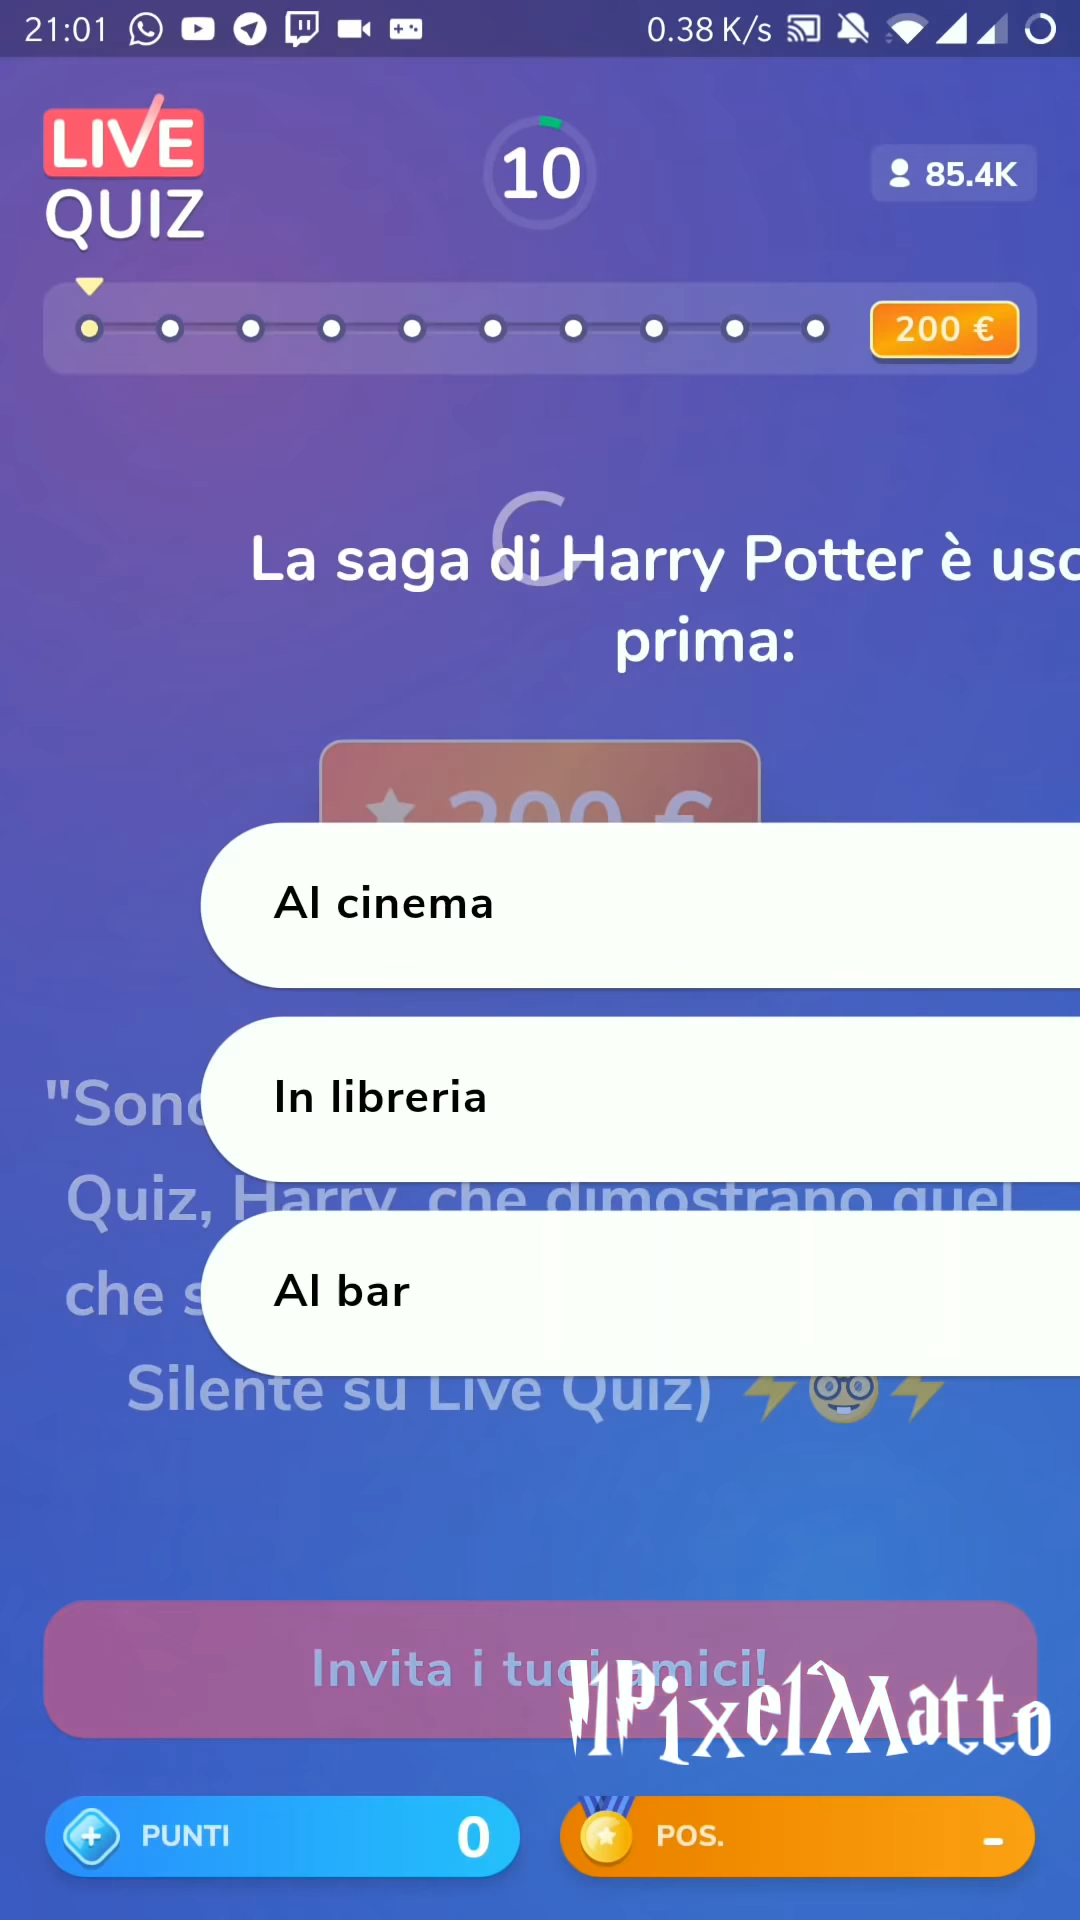 21:01
0.38 K/s
LIVE
QUIZ
10
85.4K
200 €
La saga di Harry Potter è
prima:
200 €
Al cinema
In libreria
"Sono
Quiz, Harry, che dimostrano quel
Al bar
che
Silente su Live Quiz) ⚡🤓⚡
Invita i tuoi amici!
IlPixelMatto
PUNTI 0
POS. -